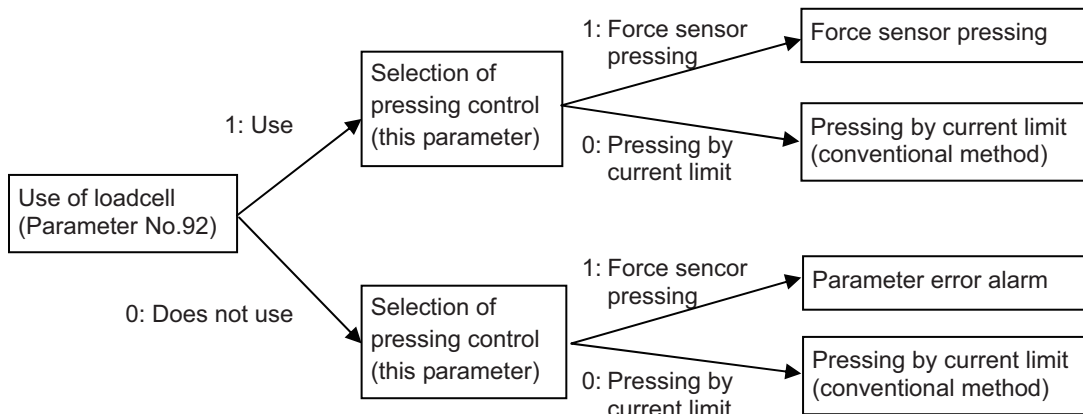 1: Force sensor
pressing
Force sensor pressing
Selection of
pressing control
(this parameter)
1: Use
0: Pressing by
current limit
Pressing by current limit
(conventional method)
Use of loadcell
(Parameter No.92)
0: Does not use
Selection of
pressing control
(this parameter)
1: Force sencor
pressing
Parameter error alarm
0: Pressing by
current limit
Pressing by current limit
(conventional method)